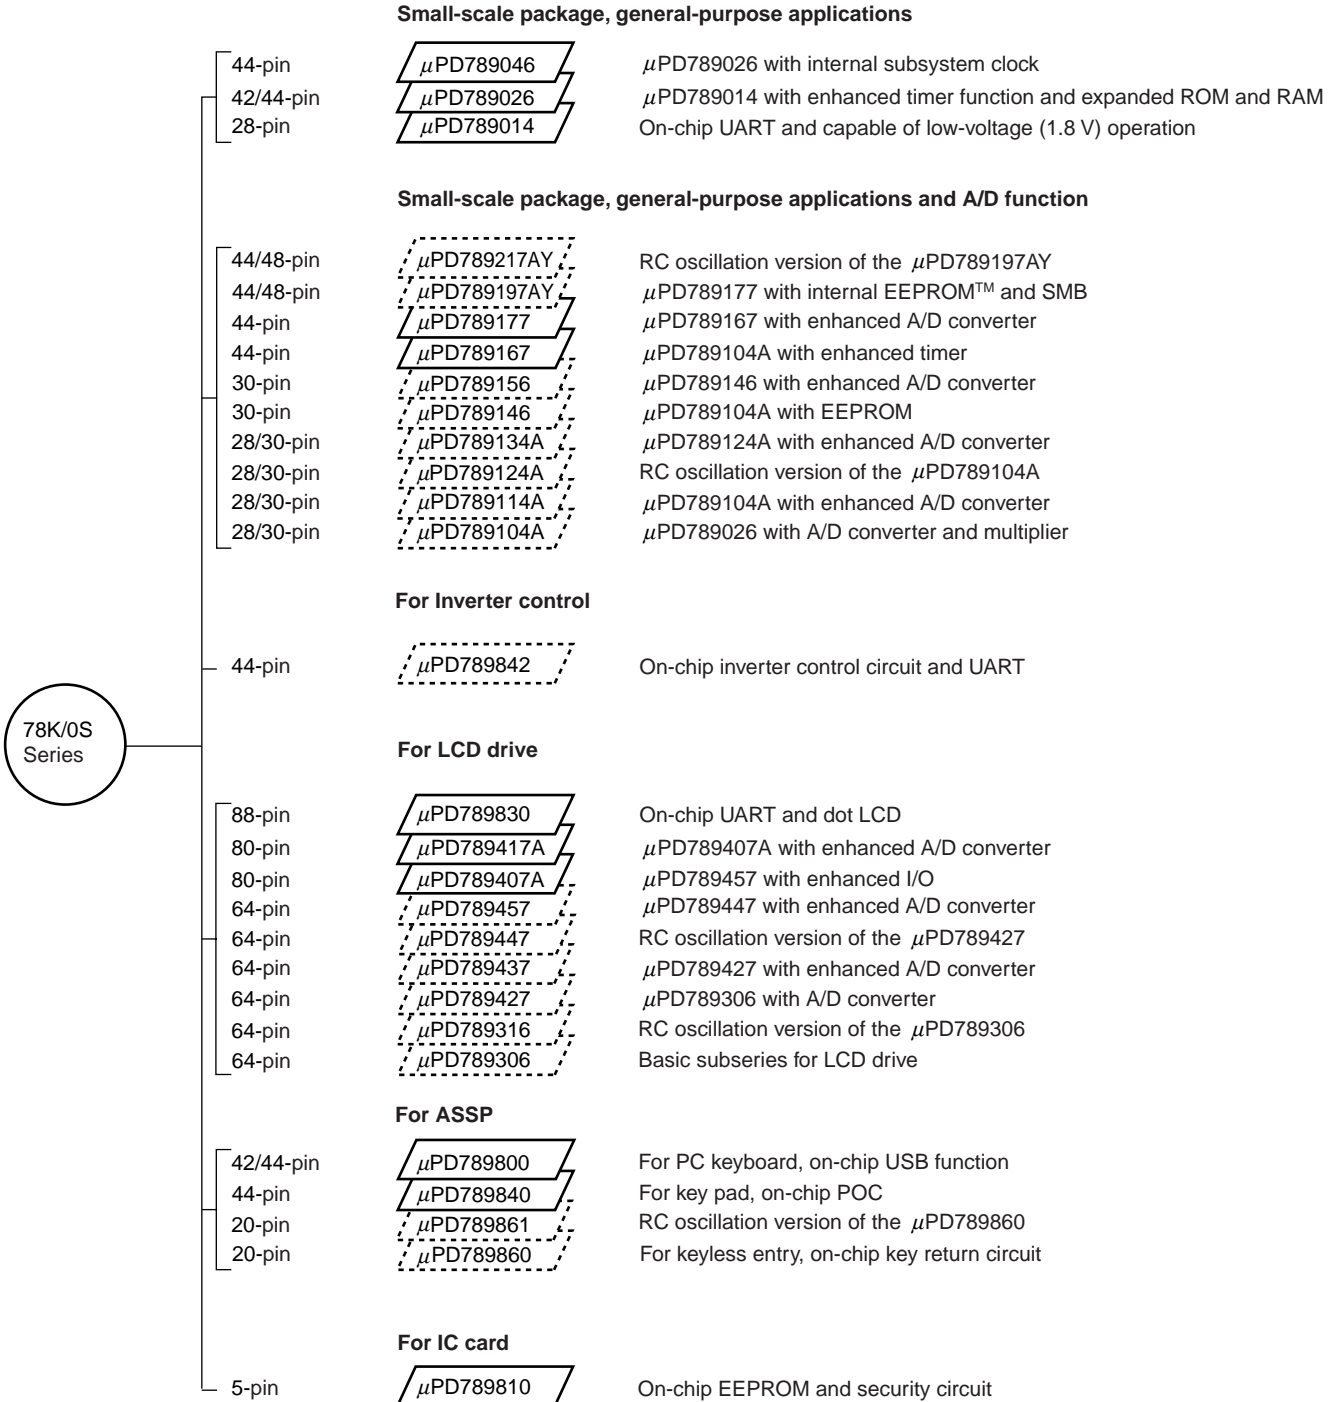 Small-scale package, general-purpose applications
44-pin μPD789046 μPD789026 with internal subsystem clock
42/44-pin μPD789026 μPD789014 with enhanced timer function and expanded ROM and RAM
28-pin μPD789014 On-chip UART and capable of low-voltage (1.8 V) operation
Small-scale package, general-purpose applications and A/D function
44/48-pin μPD789217AY RC oscillation version of the μPD789197AY
44/48-pin μPD789197AY μPD789177 with internal EEPROM™ and SMB
44-pin μPD789177 μPD789167 with enhanced A/D converter
44-pin μPD789167 μPD789104A with enhanced timer
30-pin μPD789156 μPD789146 with enhanced A/D converter
30-pin μPD789146 μPD789104A with EEPROM
28/30-pin μPD789134A μPD789124A with enhanced A/D converter
28/30-pin μPD789124A RC oscillation version of the μPD789104A
28/30-pin μPD789114A μPD789104A with enhanced A/D converter
28/30-pin μPD789104A μPD789026 with A/D converter and multiplier
For Inverter control
44-pin μPD789842 On-chip inverter control circuit and UART
78K/0S
Series
For LCD drive
88-pin μPD789830 On-chip UART and dot LCD
80-pin μPD789417A μPD789407A with enhanced A/D converter
80-pin μPD789407A μPD789457 with enhanced I/O
64-pin μPD789457 μPD789447 with enhanced A/D converter
64-pin μPD789447 RC oscillation version of the μPD789427
64-pin μPD789437 μPD789427 with enhanced A/D converter
64-pin μPD789427 μPD789306 with A/D converter
64-pin μPD789316 RC oscillation version of the μPD789306
64-pin μPD789306 Basic subseries for LCD drive
For ASSP
42/44-pin μPD789800 For PC keyboard, on-chip USB function
44-pin μPD789840 For key pad, on-chip POC
20-pin μPD789861 RC oscillation version of the μPD789860
20-pin μPD789860 For keyless entry, on-chip key return circuit
For IC card
5-pin μPD789810 On-chip EEPROM and security circuit